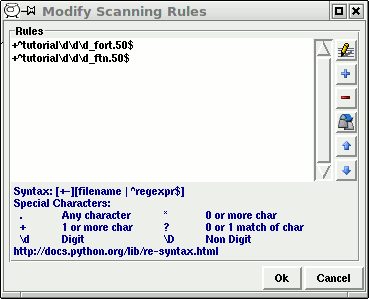 Modify Scanning Rules
Rules
+^tutorial\d\d\d_fort.50$
+^tutorial\d\d\d_ftn.50$
Syntax: [+-][filename | ^regexpr$]
Special Characters:
. Any character * 0 or more char
+ 1 or more char ? 0 or 1 match of char
\d Digit \D Non Digit
http://docs.python.org/lib/re-syntax.html
Ok Cancel